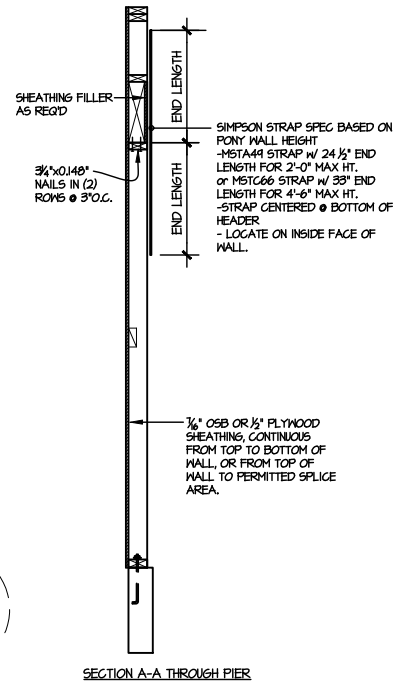 END LENGTH
SHEATHING FILLER
AS REQ'D
SIMPSON STRAP SPEC BASED ON
PONY WALL HEIGHT
-MSTA49 STRAP W/ 24 1/2" END
LENGTH FOR 2'-0" MAX HT.
or MSTC66 STRAP W/ 33" END
LENGTH FOR 4'-6" MAX HT.
-STRAP CENTERED @ BOTTOM OF
HEADER
- LOCATE ON INSIDE FACE OF
WALL.
3 1/4"x0.148"
NAILS IN (2)
ROWS @ 3"O.C.
END LENGTH
7/16" OSB OR 1/2" PLYWOOD
SHEATHING, CONTINUOUS
FROM TOP TO BOTTOM OF
WALL, OR FROM TOP OF
WALL TO PERMITTED SPLICE
AREA.
SECTION A-A THROUGH PIER